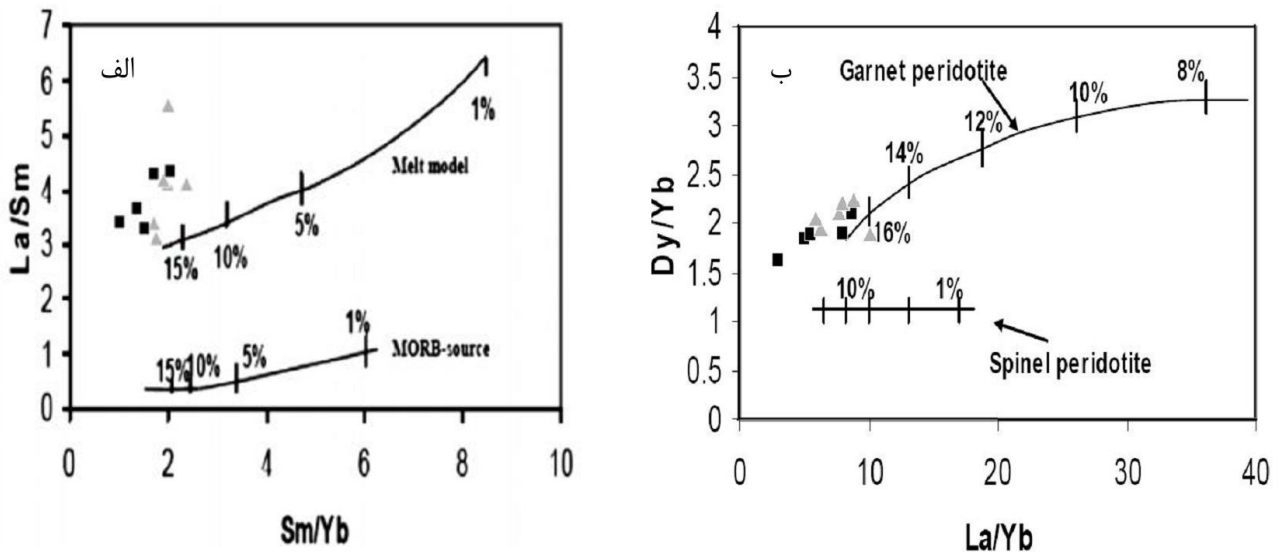 الف
La/Sm
7
6
5
4
3
2
1
0
1%
Melt model
5%
10%
15%
1%
MORB-source
5%
10%
15%
0 2 4 6 8 10
Sm/Yb
ب
Dy/Yb
4
3.5
3
2.5
2
1.5
1
0.5
0
Garnet peridotite
8%
10%
12%
14%
16%
10%
1%
Spinel peridotite
0 10 20 30 40
La/Yb